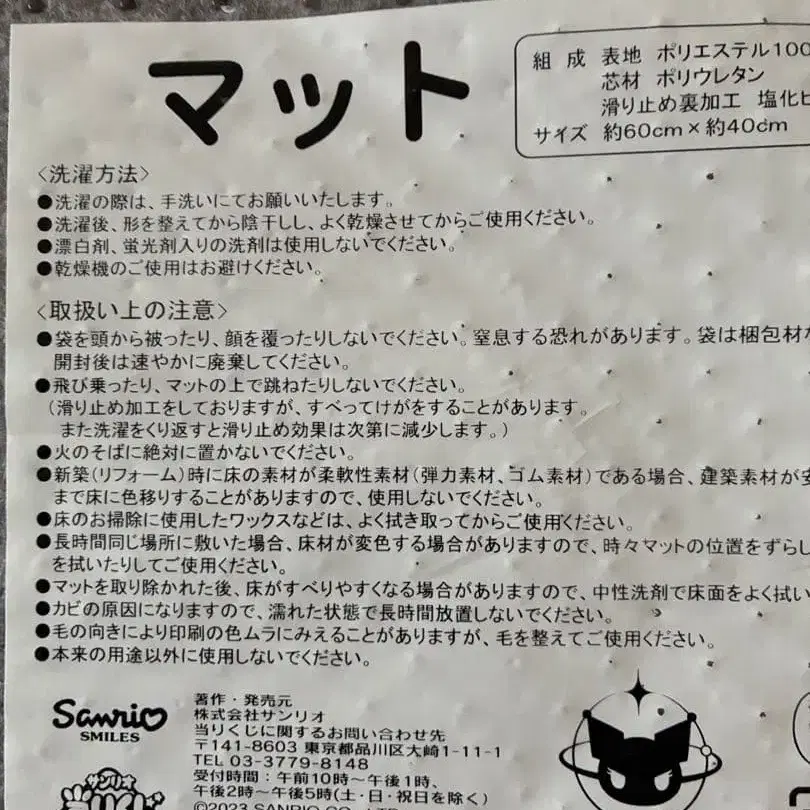 マット
組成 表地 ポリエステル100
芯材 ポリウレタン
滑り止め裏加工 塩化ビ
サイズ 約60cm×約40cm
〈洗濯方法〉
●洗濯の際は、手洗いにてお願いいたします。
●洗濯後、形を整えてから陰干しし、よく乾燥させてからご使用ください。
●漂白剤、蛍光剤入りの洗剤は使用しないでください。
●乾燥機のご使用はお避けください。
〈取扱い上の注意〉
●袋を頭から被ったり、顔を覆ったりしないでください。窒息する恐れがあります。袋は梱包材な
開封後は速やかに廃棄してください。
●飛び乗ったり、マットの上で跳ねたりしないでください。
(滑り止め加工をしておりますが、すべってけがをすることがあります。
また洗濯をくり返すと滑り止め効果は次第に減少します。)
●火のそばに絶対に置かないでください。
●新築(リフォーム)時に床の素材が柔軟性素材(弾力素材、ゴム素材)である場合、建築素材が安
まで床に色移りすることがありますので、使用しないでください。
●床のお掃除に使用したワックスなどは、よく拭き取ってからご使用ください。
●長時間同じ場所に敷いた場合、床材が変色する場合がありますので、時々マットの位置をずらし
を拭いたりしてご使用ください。
●マットを取り除かれた後、床がすべりやすくなる場合がありますので、中性洗剤で床面をよく拭い
●カビの原因になりますので、濡れた状態で長時間放置しないでください。
●毛の向きにより印刷の色ムラにみえることがありますが、毛を整えてご使用ください。
●本来の用途以外に使用しないでください。
Sanrio
SMILES
著作・発売元
株式会社サンリオ
当りくじに関するお問い合わせ先
〒141-8603 東京都品川区大崎1-11-1
TEL 03-3779-8148
受付時間：午前10時〜午後1時、
午後2時〜午後5時(土・日・祝日を除く)
サンリオ
当りくじ
©2023 SANRIO CO., LTD.